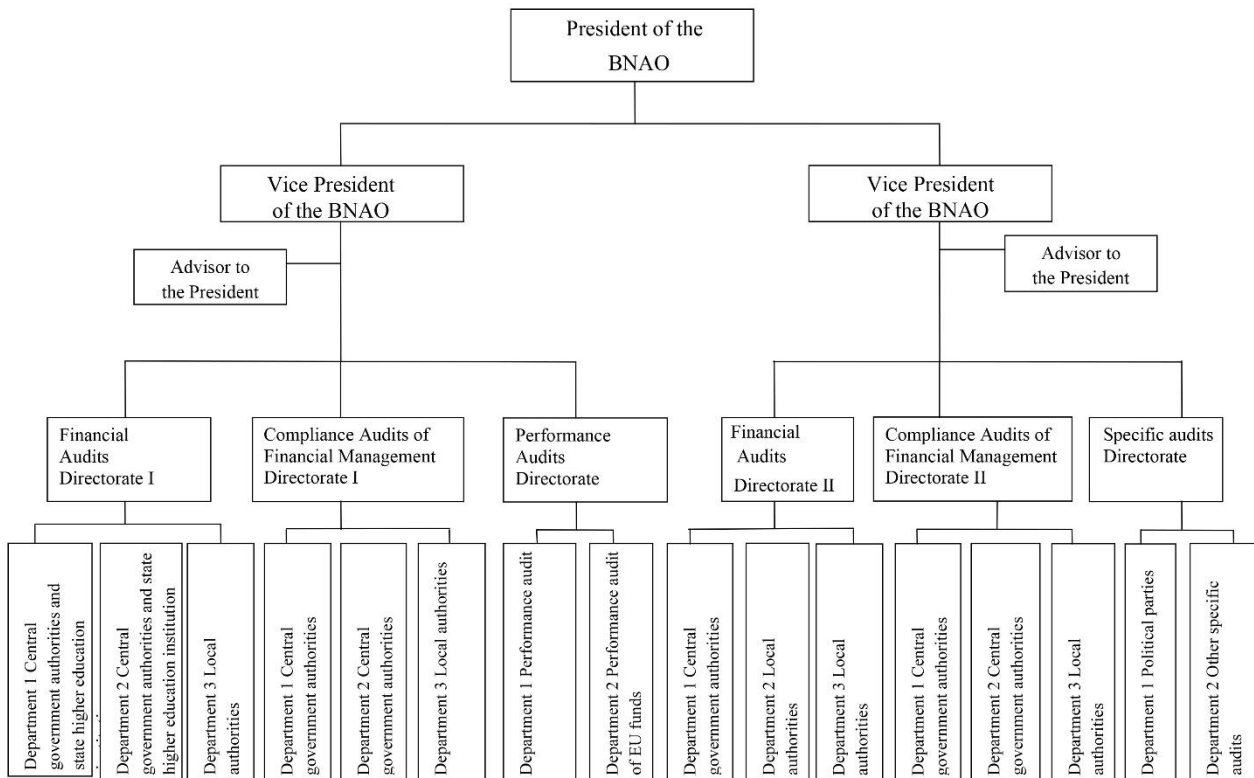 President of the
BNAO
Vice President
of the BNAO
Vice President
of the BNAO
Advisor to
the President
Advisor to
the President
Financial
Audits
Directorate I
Compliance Audits of
Financial Management
Directorate I
Performance
Audits
Directorate
Financial
Audits
Directorate II
Compliance Audits of
Financial Management
Directorate II
Specific audits
Directorate
Department 1 Central
government authorities and
state higher education
Department 2 Central
government authorities and state
higher education institution
Department 3 Local
authorities
Department 1 Central
government authorities
Department 2 Central
government authorities
Department 3 Local authorities
Department 1 Performance audit
Department 2 Performance audit
of EU funds
Department 1 Central
government authorities
Department 2 Local
authorities
Department 3 Local
authorities
Department 1 Central
government authorities
Department 2 Central
government authorities
Department 3 Local
authorities
Department 1 Political parties
Department 2 Other specific
audits